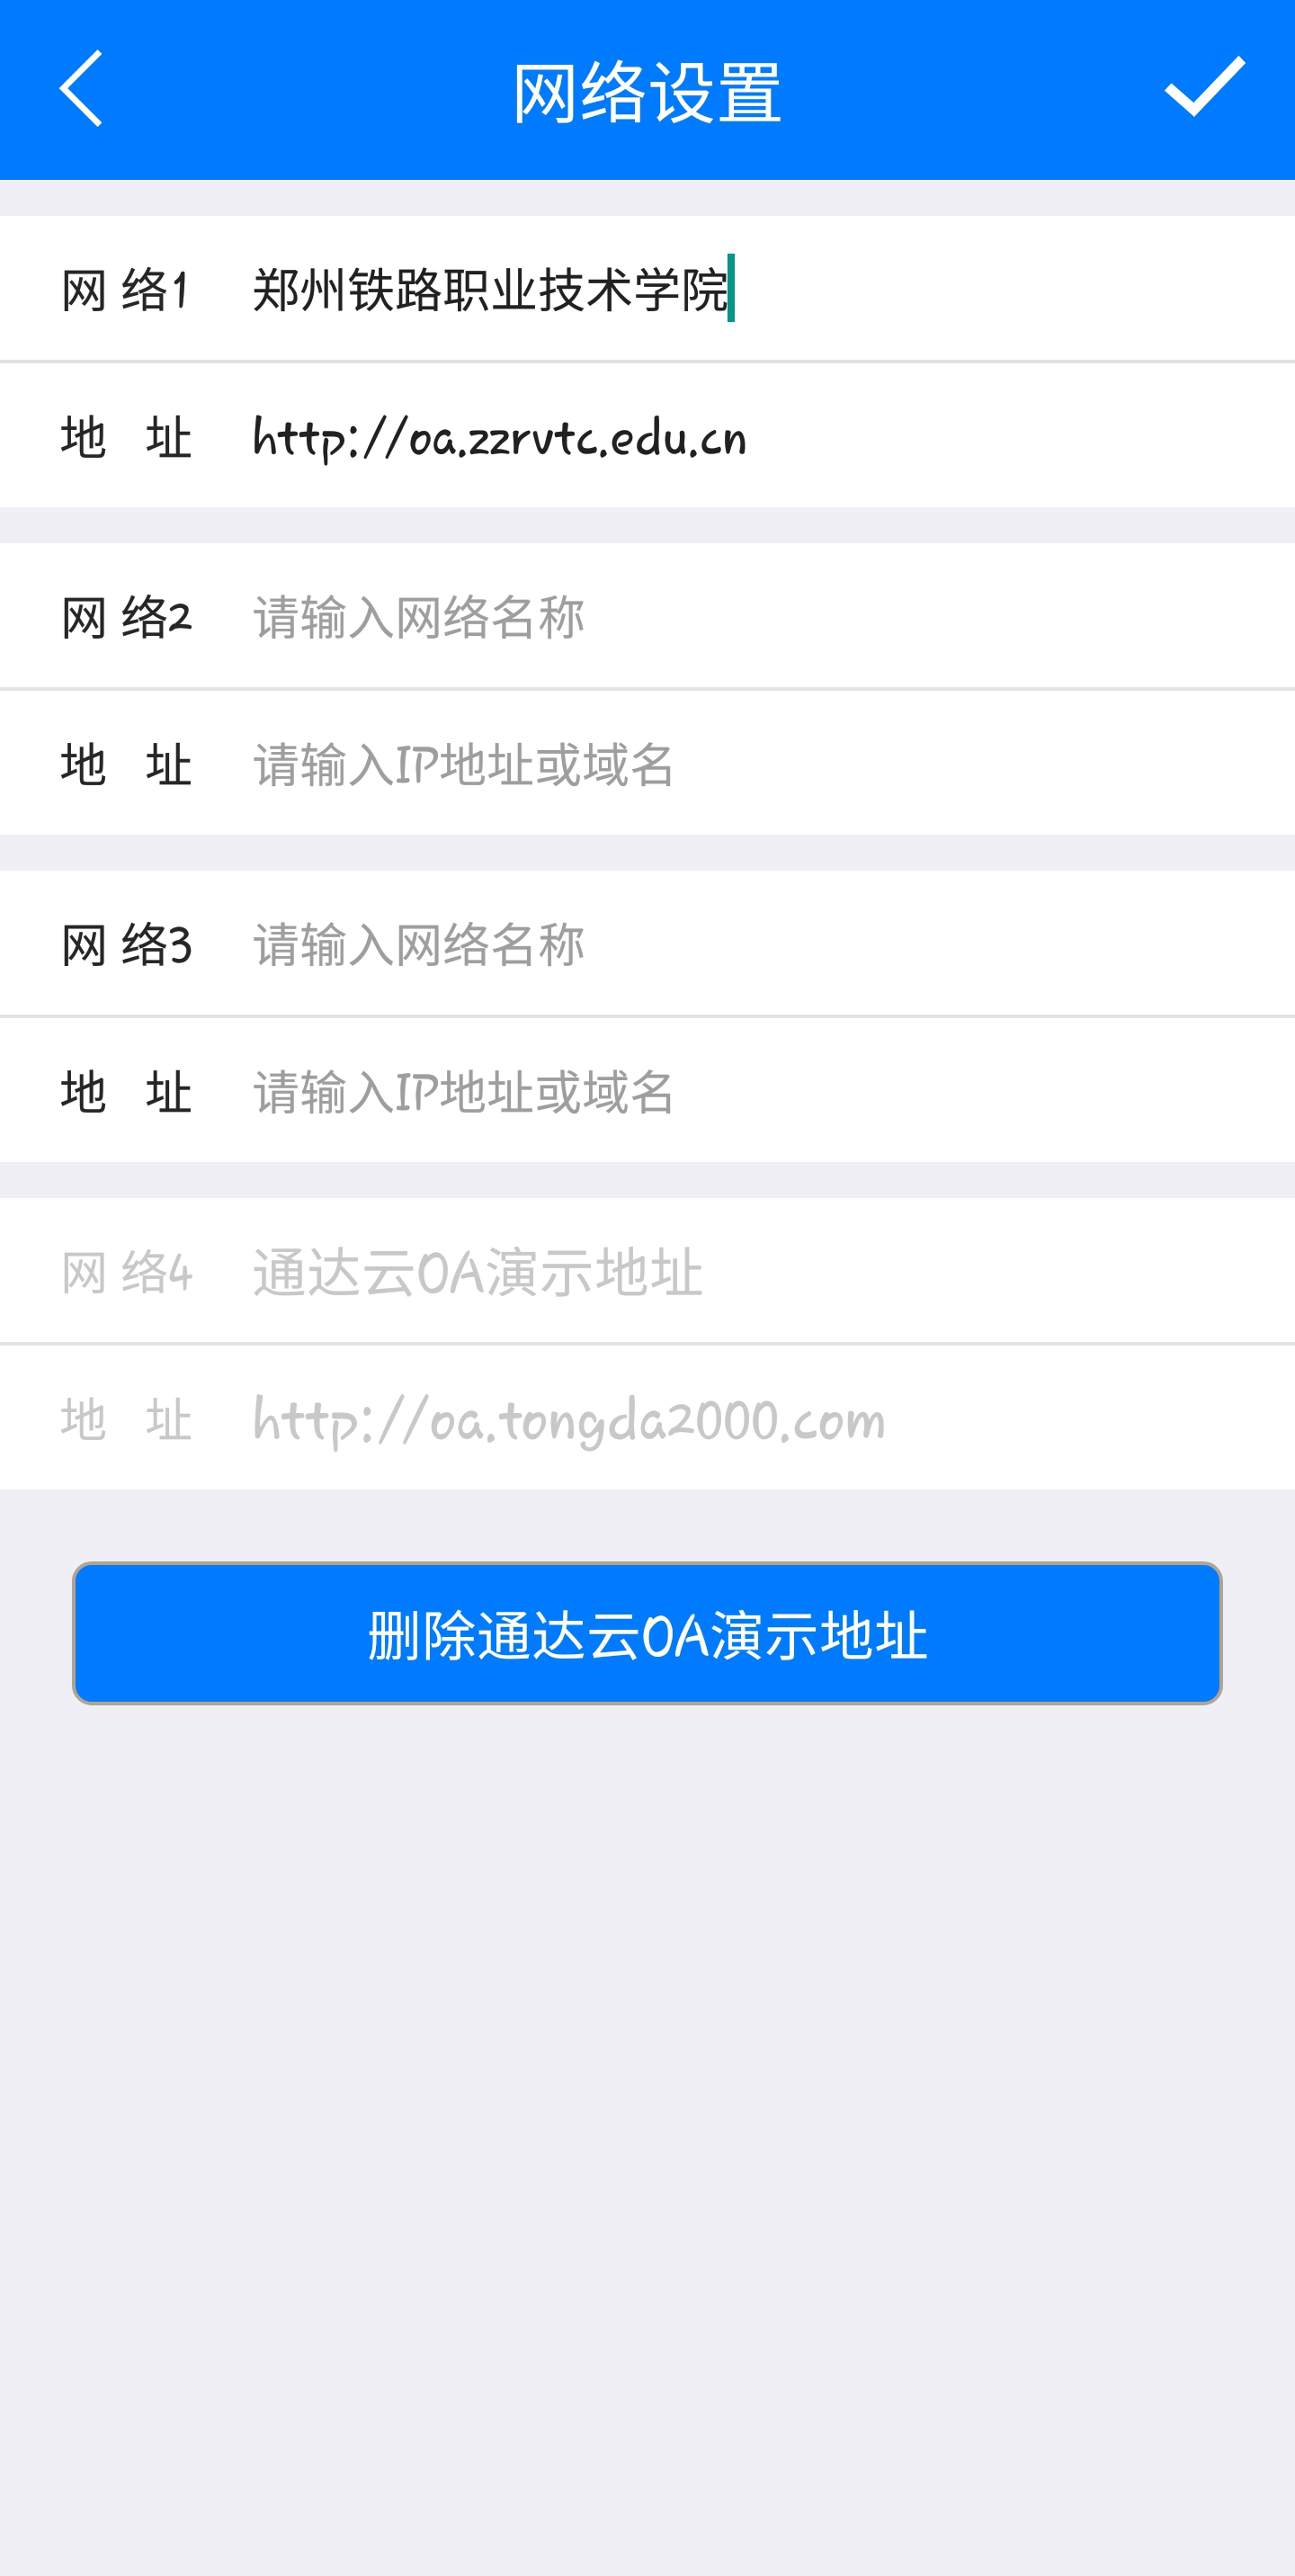 网络设置
网 络1 郑州铁路职业技术学院
地 址 http://oa.zzrvtc.edu.cn
网 络2 请输入网络名称
地 址 请输入IP地址或域名
网 络3 请输入网络名称
地 址 请输入IP地址或域名
网 络4 通达云OA演示地址
地 址 http://oa.tongda2000.com
删除通达云OA演示地址